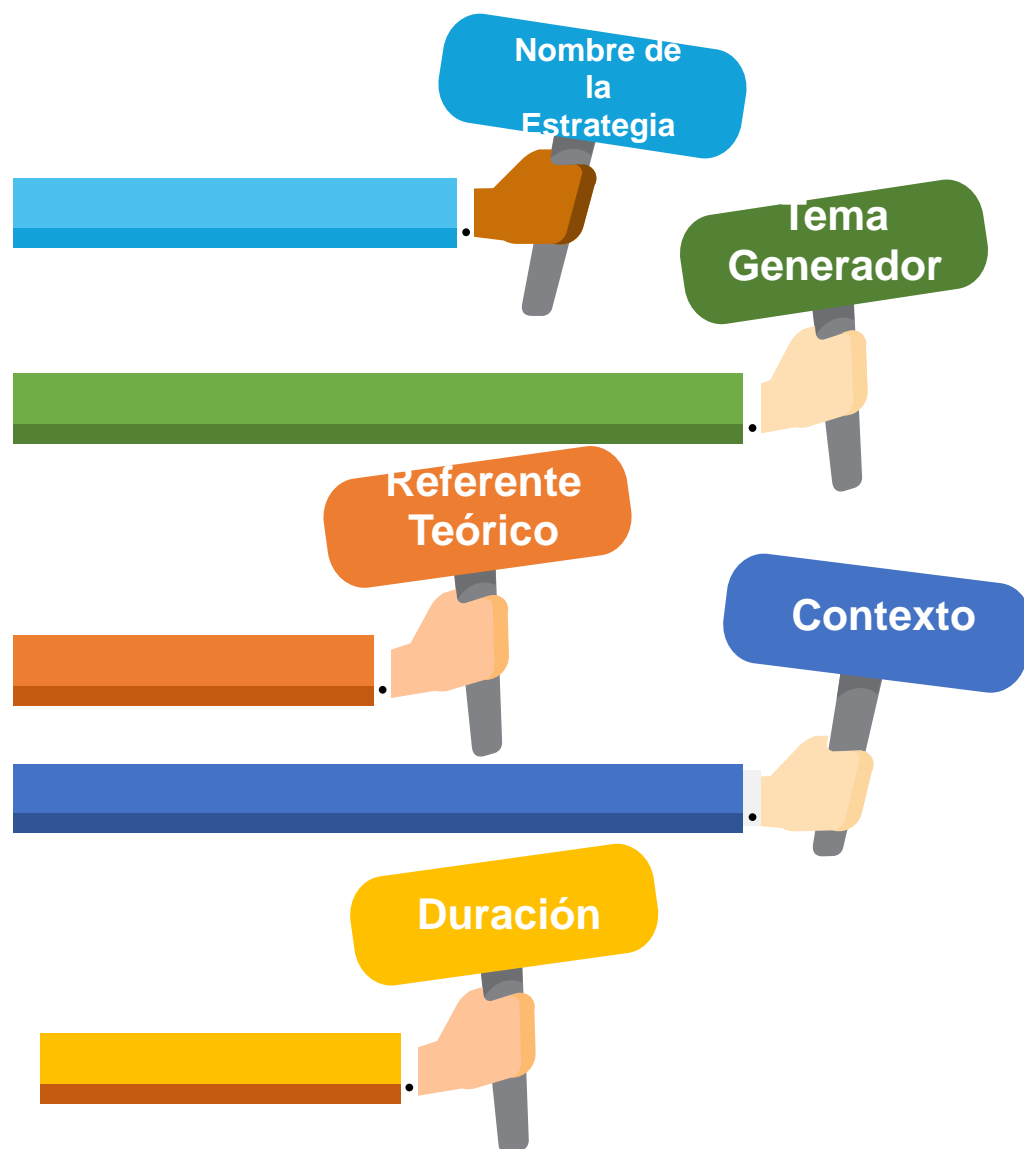 Nombre de
la
Estrategia
Tema
Generador
Referente
Teórico
Contexto
Duración